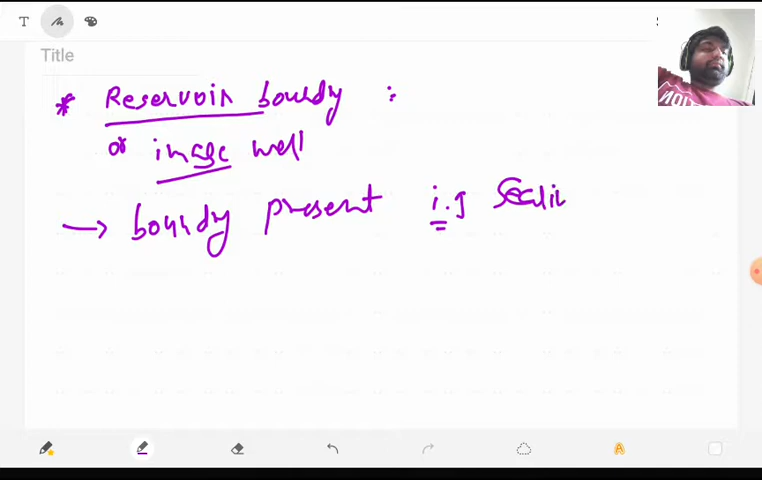 Title
* Reservoir boundy :
or image well
→ boundy present i.g Sealin
A